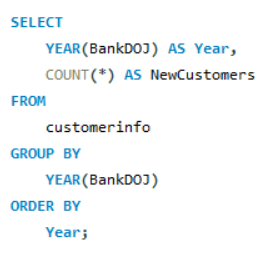 SELECT
    YEAR(BankDOJ) AS Year,
    COUNT(*) AS NewCustomers
FROM
    customerinfo
GROUP BY
    YEAR(BankDOJ)
ORDER BY
    Year;